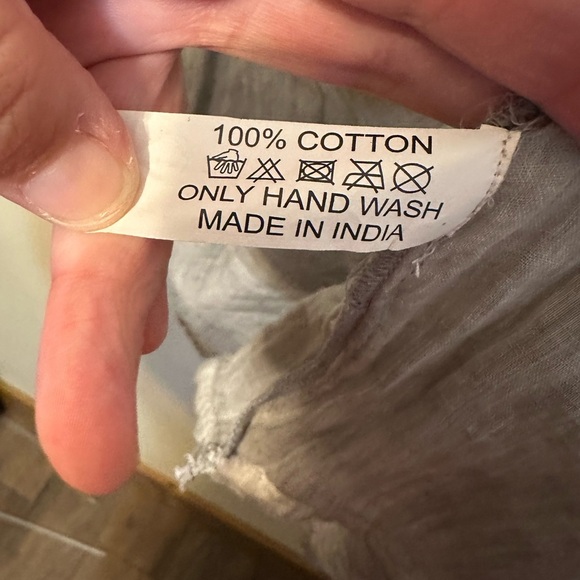 100% COTTON
ONLY HAND WASH
MADE IN INDIA